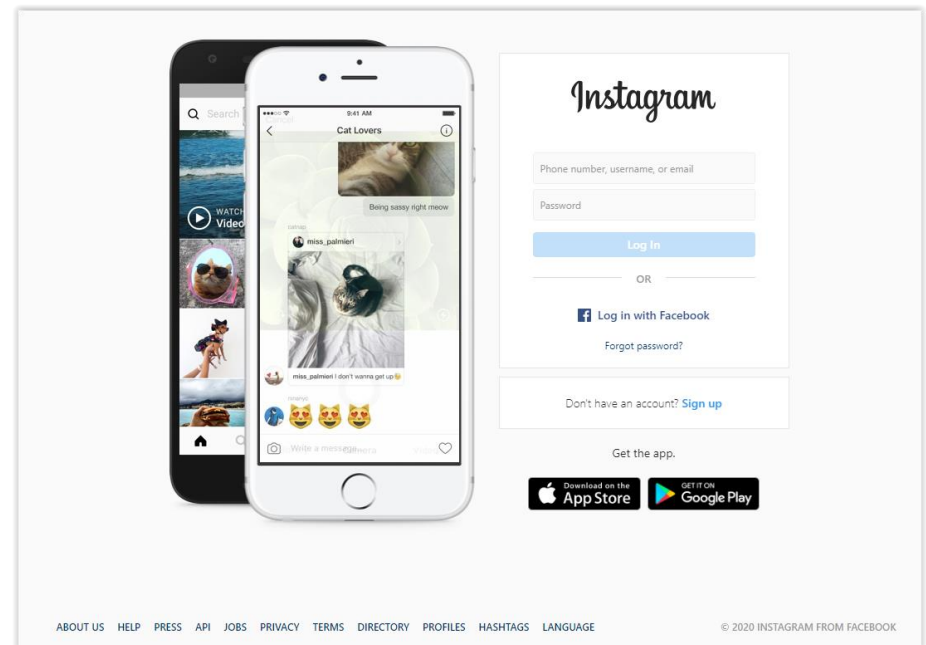 Search
WATCH
Video
9:41 AM
Cancel
Cat Lovers
Being sassy right meow
miss_palmieri
miss_palmieri I don't wanna get up
Write a message
Camera
Instagram
Phone number, username, or email
Password
Log In
OR
Log in with Facebook
Forgot password?
Don't have an account? Sign up
Get the app.
Download on the
App Store
GET IT ON
Google Play
ABOUT US HELP PRESS API JOBS PRIVACY TERMS DIRECTORY PROFILES HASHTAGS LANGUAGE
© 2020 INSTAGRAM FROM FACEBOOK